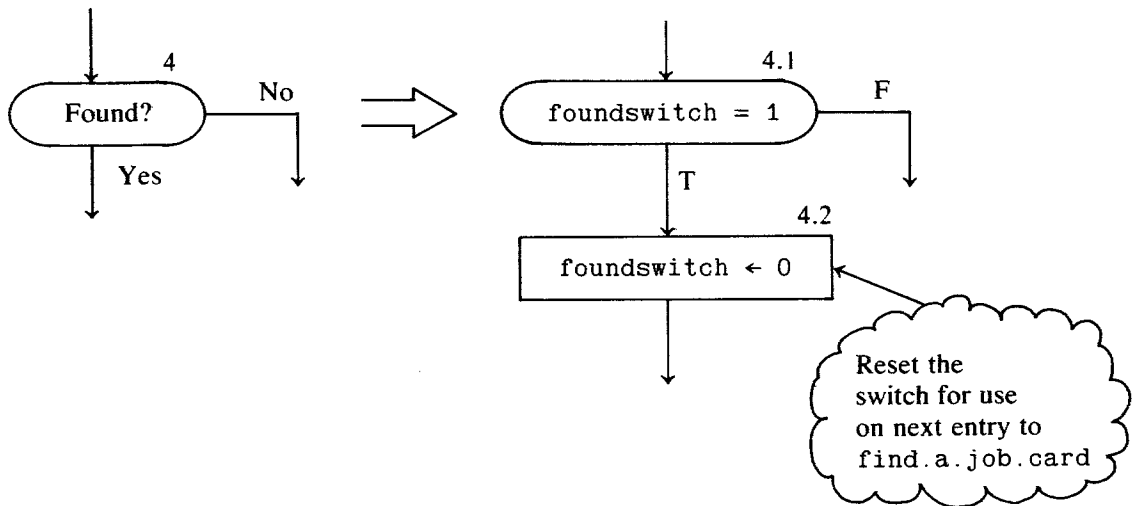 4
Found?
No
Yes
4.1
foundswitch = 1
F
T
4.2
foundswitch ← 0
Reset the
switch for use
on next entry to
find.a.job.card